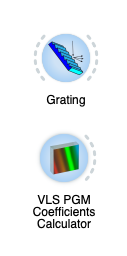 Grating
VLS PGM
Coefficients
Calculator